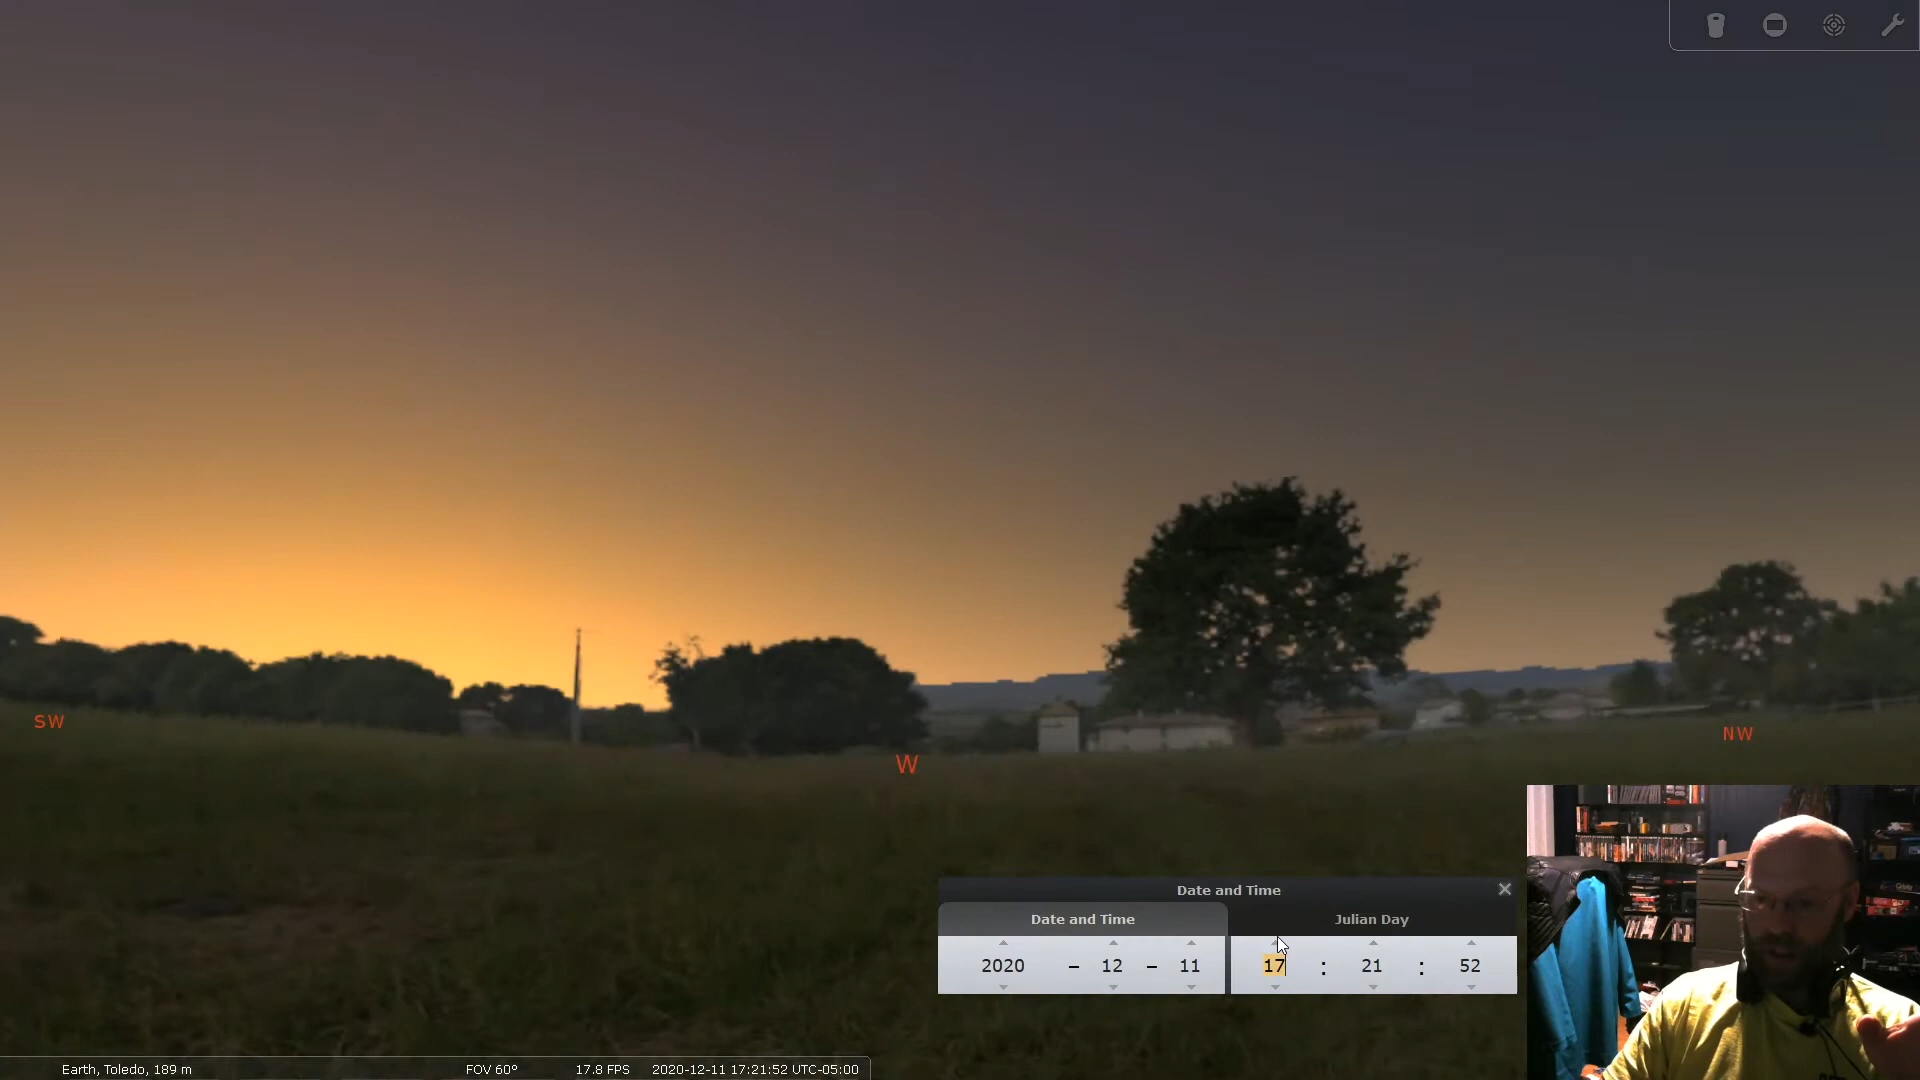 SW
W
NW
Date and Time
Date and Time
Julian Day
2020 - 12 - 11
17 : 21 : 52
Earth, Toledo, 189 m
FOV 60°
17.8 FPS
2020-12-11 17:21:52 UTC-05:00